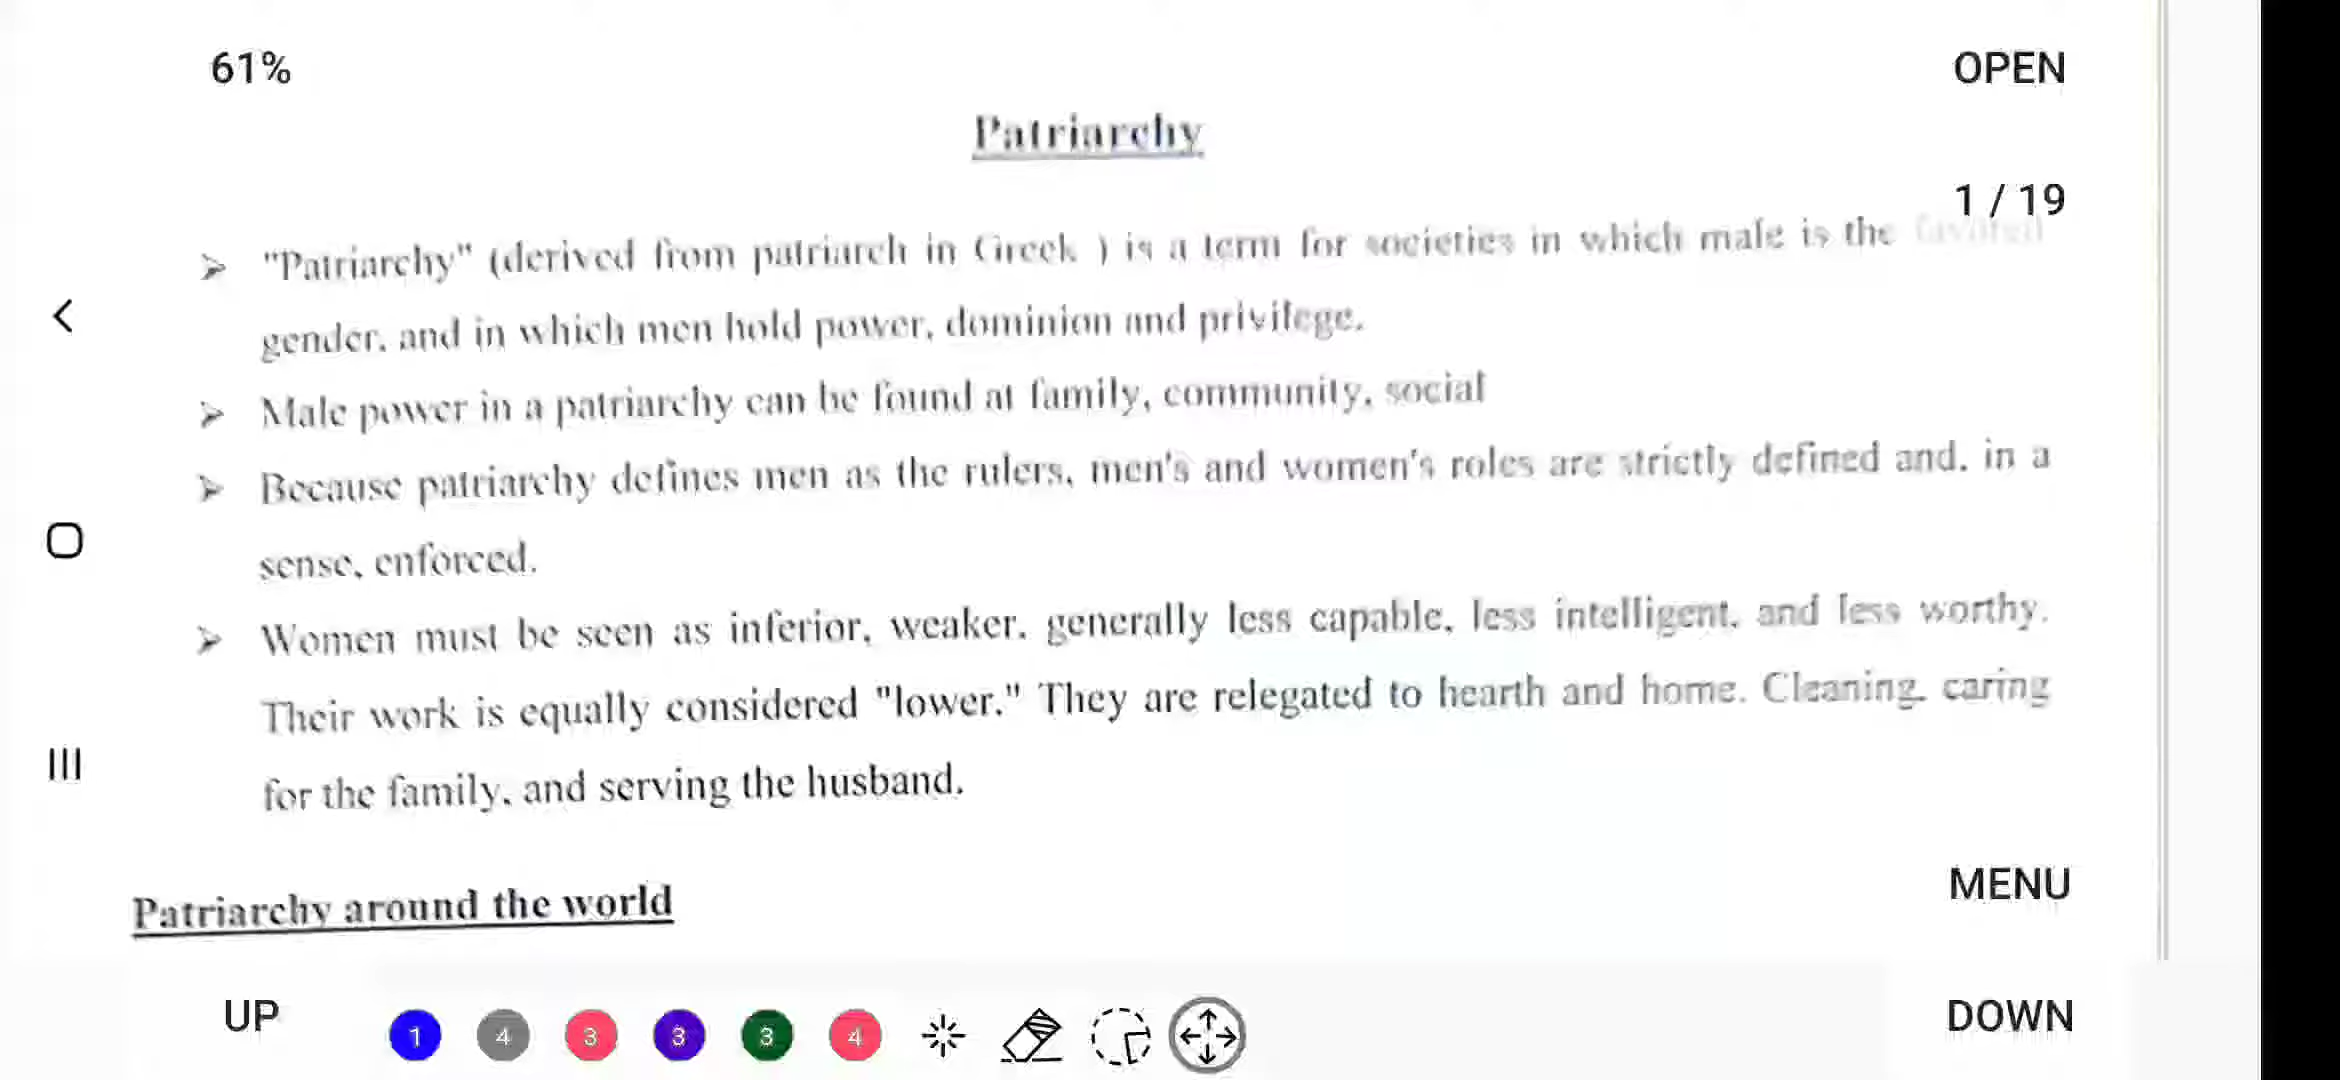 61%
OPEN
Patriarchy
1 / 19
➢ "Patriarchy" (derived from patriarch in Greek ) is a term for societies in which male is the favored
gender, and in which men hold power, dominion and privilege.
➢ Male power in a patriarchy can be found at family, community, social
➢ Because patriarchy defines men as the rulers, men's and women's roles are strictly defined and, in a
sense, enforced.
➢ Women must be seen as inferior, weaker, generally less capable, less intelligent, and less worthy.
Their work is equally considered "lower." They are relegated to hearth and home. Cleaning, caring
for the family, and serving the husband.
MENU
Patriarchy around the world
UP
1 4 3 3 3 4
DOWN